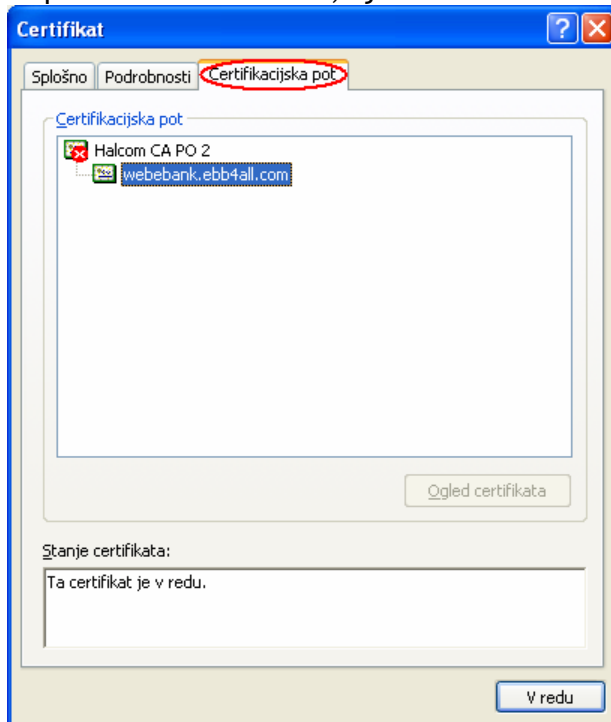 Certifikat
Splošno Podrobnosti Certifikacijska pot
Certifikacijska pot
Halcom CA PO 2
webebank.ebb4all.com
Ogled certifikata
Stanje certifikata:
Ta certifikat je v redu.
V redu